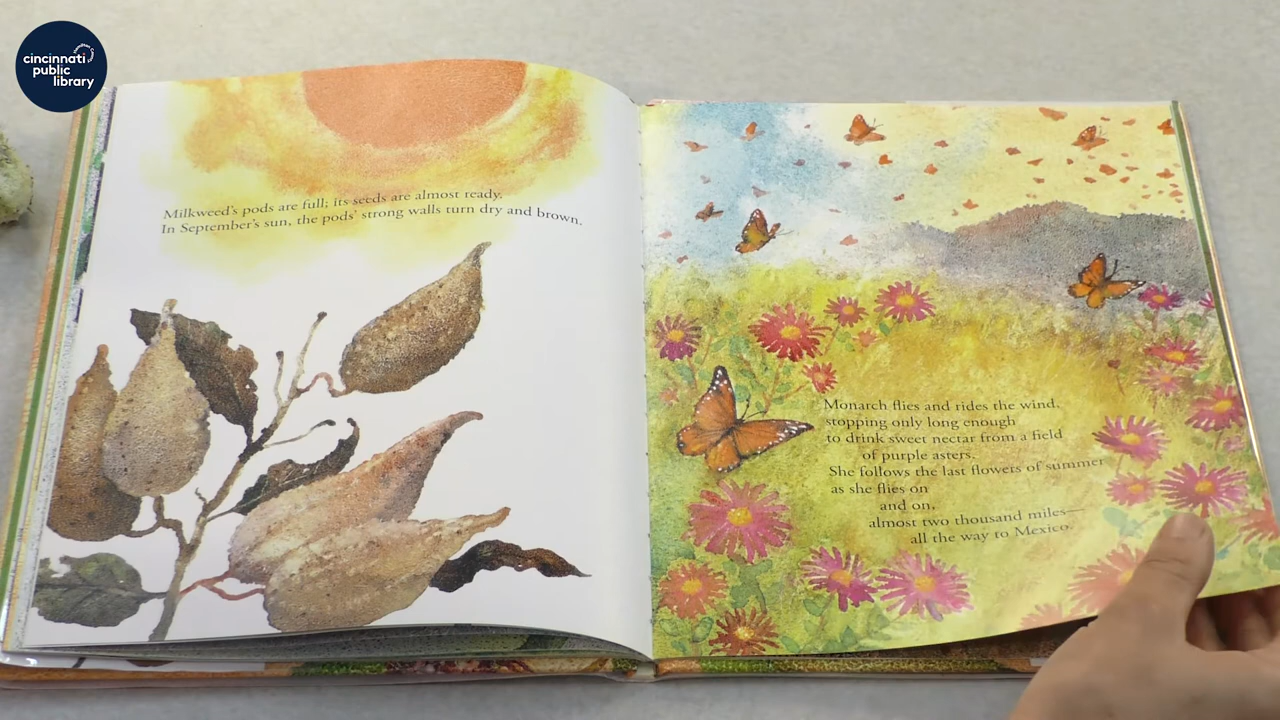 cincinnati
public
library
Milkweed's pods are full; its seeds are almost ready.
In September's sun, the pods' strong walls turn dry and brown.
Monarch flies and rides the wind,
stopping only long enough
to drink sweet nectar from a field
of purple asters.
She follows the last flowers of summer
as she flies on
and on,
almost two thousand miles—
all the way to Mexico.